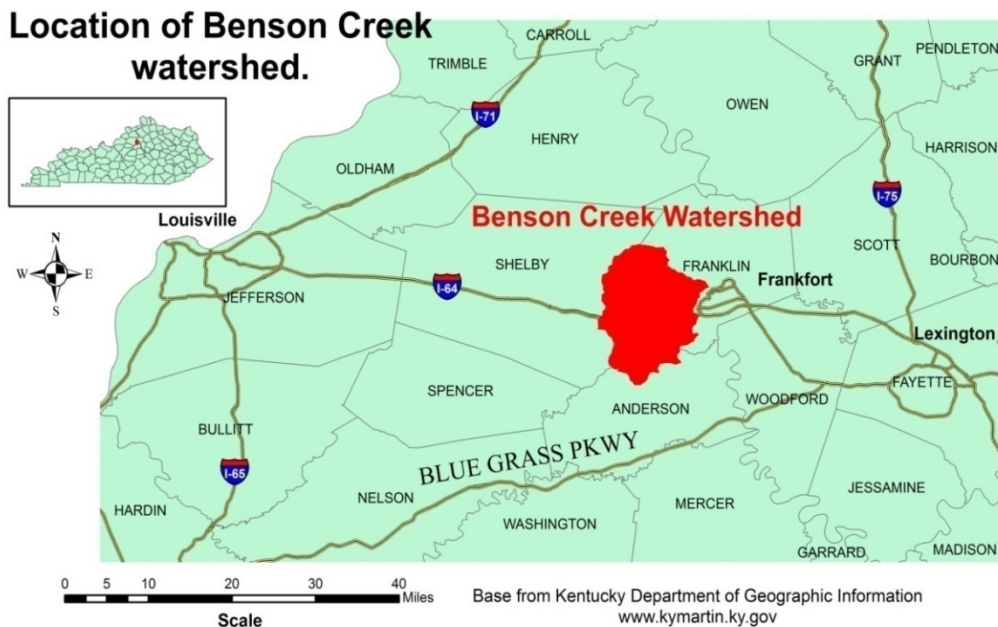 Location of Benson Creek
watershed.
CARROLL
TRIMBLE
GRANT
PENDLETON
OWEN
I-71
HENRY
HARRISON
OLDHAM
I-75
Louisville
Benson Creek Watershed
N
W E
S
SHELBY
FRANKLIN
SCOTT
BOURBON
Frankfort
I-64
JEFFERSON
Lexington
SPENCER
FAYETTE
ANDERSON
WOODFORD
BULLITT
BLUE GRASS PKWY
I-65
NELSON
MERCER
JESSAMINE
HARDIN
WASHINGTON
GARRARD
MADISON
0 5 10 20 30 40
Miles
Scale
Base from Kentucky Department of Geographic Information
www.kymartin.ky.gov